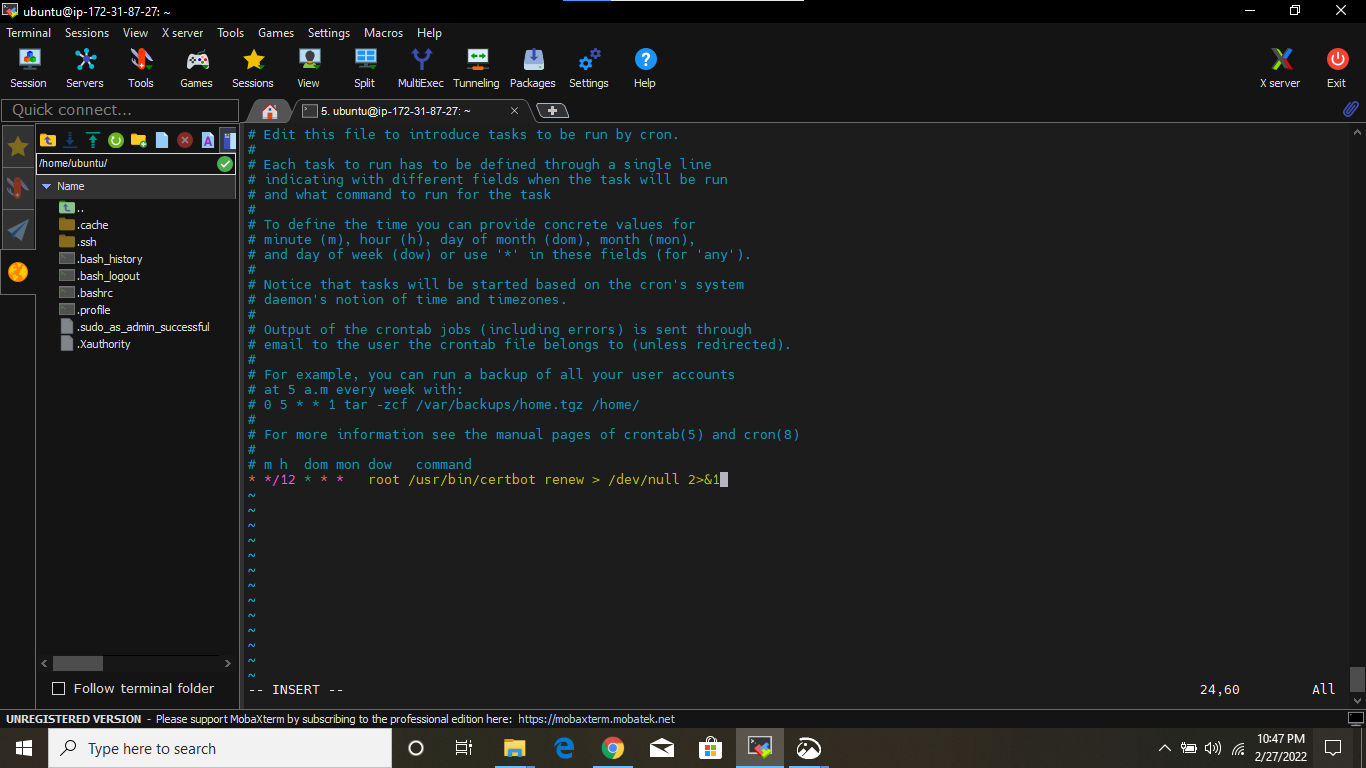 ubuntu@ip-172-31-87-27: ~
Terminal Sessions View X server Tools Games Settings Macros Help
Session Servers Tools Games Sessions View Split MultiExec Tunneling Packages Settings Help X server Exit
Quick connect...
5. ubuntu@ip-172-31-87-27: ~
/home/ubuntu/
Name
..
.cache
.ssh
.bash_history
.bash_logout
.bashrc
.profile
.sudo_as_admin_successful
.Xauthority
Follow terminal folder
# Edit this file to introduce tasks to be run by cron.
#
# Each task to run has to be defined through a single line
# indicating with different fields when the task will be run
# and what command to run for the task
#
# To define the time you can provide concrete values for
# minute (m), hour (h), day of month (dom), month (mon),
# and day of week (dow) or use '*' in these fields (for 'any').
#
# Notice that tasks will be started based on the cron's system
# daemon's notion of time and timezones.
#
# Output of the crontab jobs (including errors) is sent through
# email to the user the crontab file belongs to (unless redirected).
#
# For example, you can run a backup of all your user accounts
# at 5 a.m every week with:
# 0 5 * * 1 tar -zcf /var/backups/home.tgz /home/
#
# For more information see the manual pages of crontab(5) and cron(8)
#
# m h  dom mon dow   command
* */12 * * *   root /usr/bin/certbot renew > /dev/null 2>&1
~
~
~
~
~
~
~
~
~
~
~
~
~
-- INSERT -- 24,60 All
UNREGISTERED VERSION - Please support MobaXterm by subscribing to the professional edition here: https://mobaxterm.mobatek.net
Type here to search
10:47 PM
2/27/2022